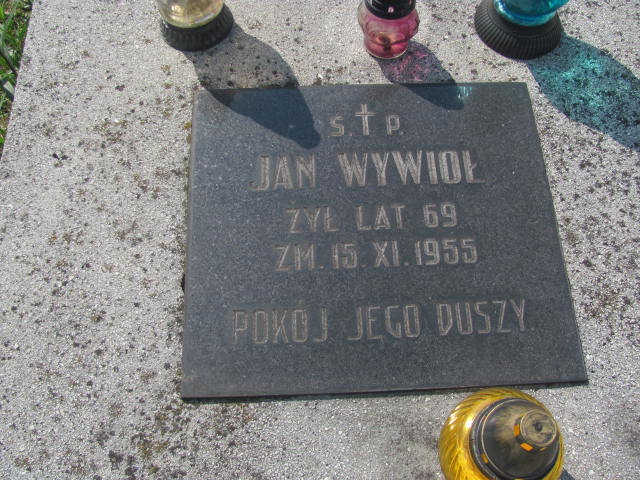 Ś.✝P.
JAN WYWIOŁ
ŻYŁ LAT 69
ZM. 15. XI. 1955
POKÓJ JEGO DUSZY.